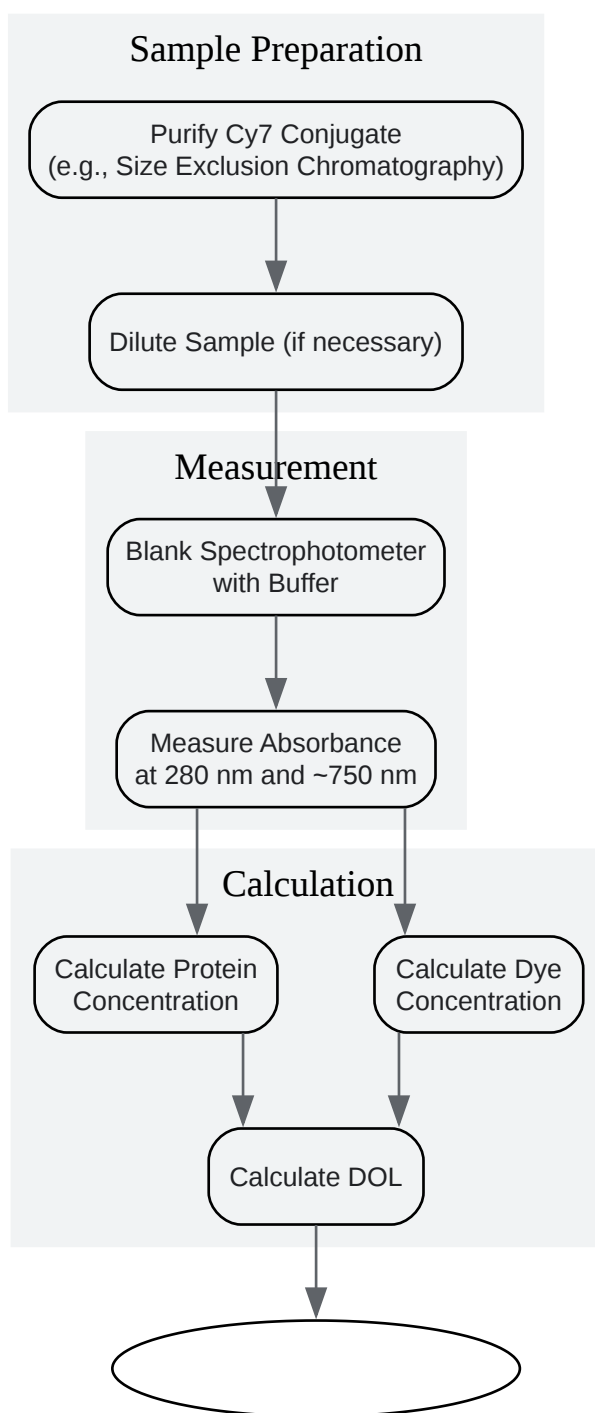 Sample Preparation
Purify Cy7 Conjugate
(e.g., Size Exclusion Chromatography)
Dilute Sample (if necessary)
Measurement
Blank Spectrophotometer
with Buffer
Measure Absorbance
at 280 nm and ~750 nm
Calculation
Calculate Protein
Concentration
Calculate Dye
Concentration
Calculate DOL